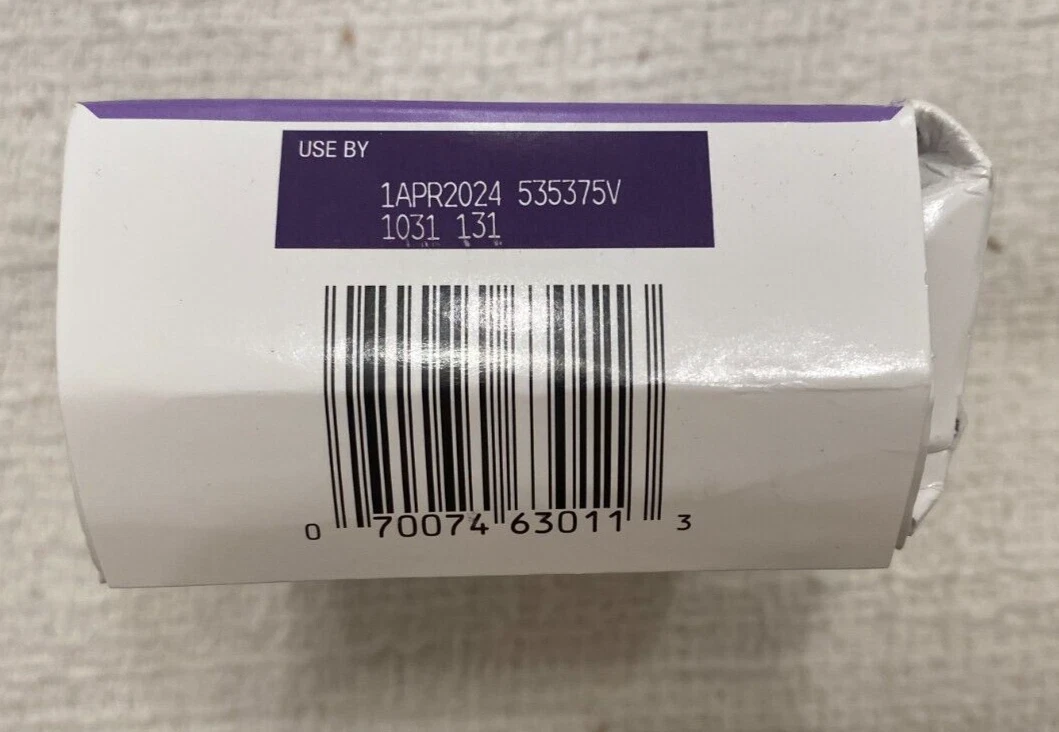 USE BY
1APR2024 535375V
1031 131
0 70074 63011 3